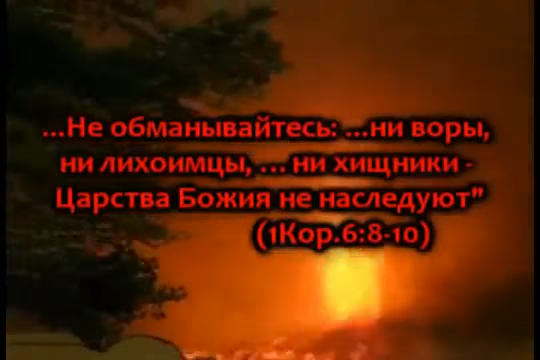 ...Не обманывайтесь: ...ни воры,
ни лихоимцы, ... ни хищники -
Царства Божия не наследуют"
(1Кор.6:8-10)